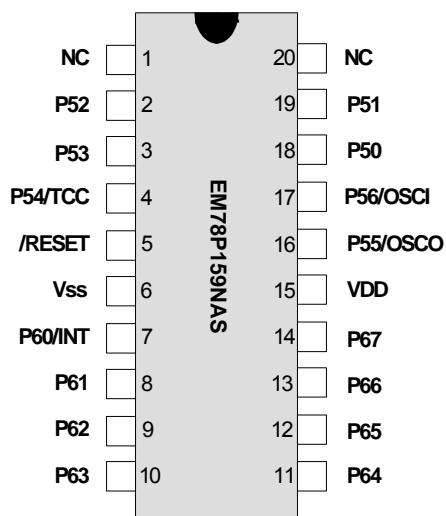 NC 1 20 NC
P52 2 19 P51
P53 3 18 P50
P54/TCC 4 17 P56/OSCI
/RESET 5 16 P55/OSCO
Vss 6 15 VDD
P60/INT 7 14 P67
P61 8 13 P66
P62 9 12 P65
P63 10 11 P64
EM78P159NAS